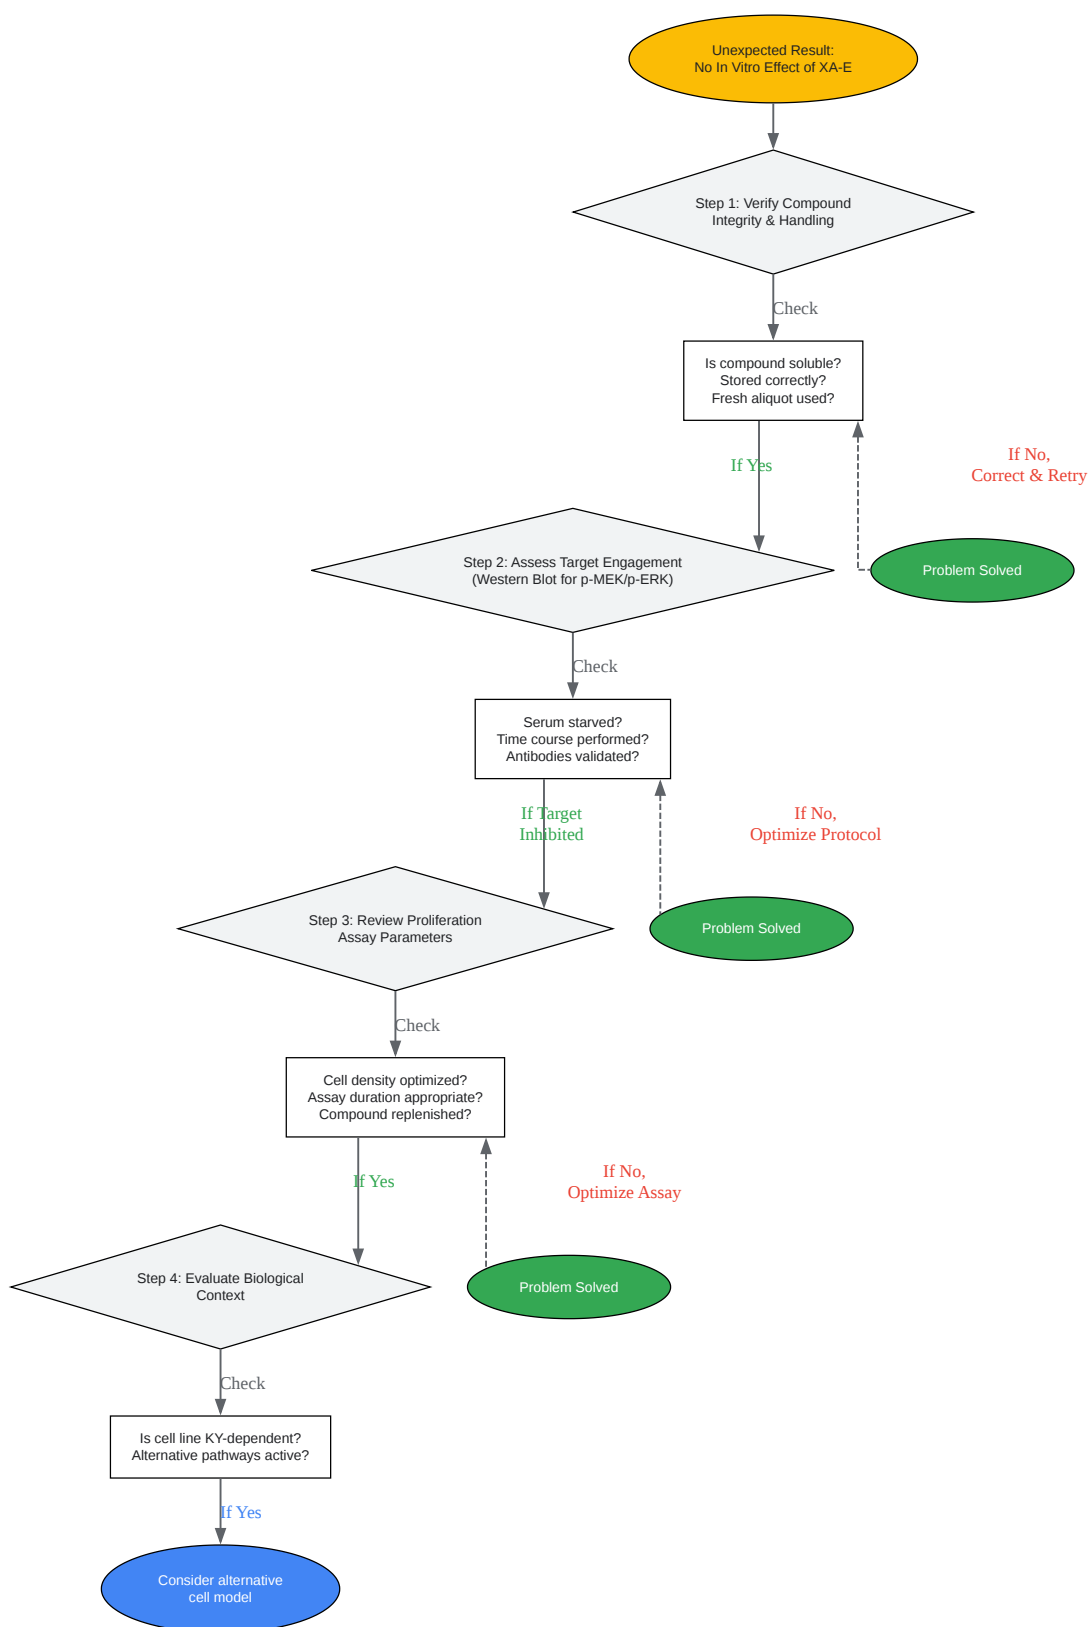 Unexpected Result:
No In Vitro Effect of XA-E
Step 1: Verify Compound
Integrity & Handling
Check
Is compound soluble?
Stored correctly?
Fresh aliquot used?
If Yes
If No,
Correct & Retry
Step 2: Assess Target Engagement
(Western Blot for p-MEK/p-ERK)
Problem Solved
Check
Serum starved?
Time course performed?
Antibodies validated?
If Target
Inhibited
If No,
Optimize Protocol
Step 3: Review Proliferation
Assay Parameters
Problem Solved
Check
Cell density optimized?
Assay duration appropriate?
Compound replenished?
If Yes
If No,
Optimize Assay
Step 4: Evaluate Biological
Context
Problem Solved
Check
Is cell line KY-dependent?
Alternative pathways active?
If Yes
Consider alternative
cell model